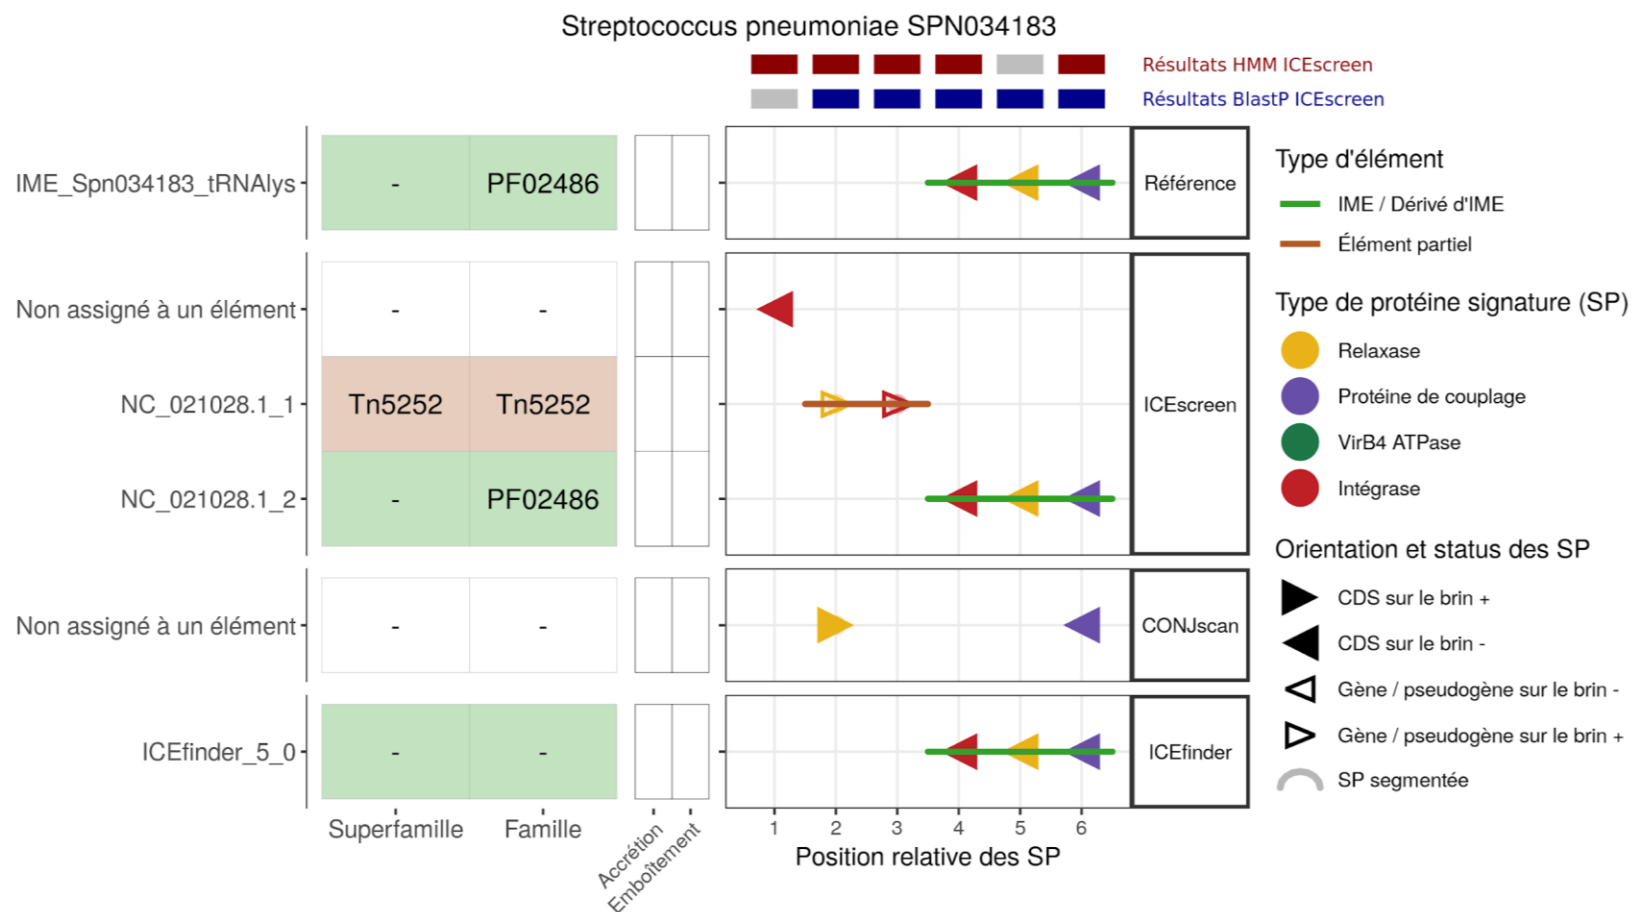 Streptococcus pneumoniae SPN034183
Résultats HMM ICEscreen
Résultats BlastP ICEscreen
IME_Spn034183_tRNAlys
-
PF02486
Référence
Non assigné à un élément
-
-
NC_021028.1_1
Tn5252
Tn5252
ICEscreen
NC_021028.1_2
-
PF02486
Non assigné à un élément
-
-
CONJscan
ICEfinder_5_0
-
-
ICEfinder
Superfamille
Famille
Accrétion
Emboîtement
1 2 3 4 5 6
Position relative des SP
Type d'élément
IME / Dérivé d'IME
Élément partiel
Type de protéine signature (SP)
Relaxase
Protéine de couplage
VirB4 ATPase
Intégrase
Orientation et status des SP
CDS sur le brin +
CDS sur le brin -
Gène / pseudogène sur le brin -
Gène / pseudogène sur le brin +
SP segmentée